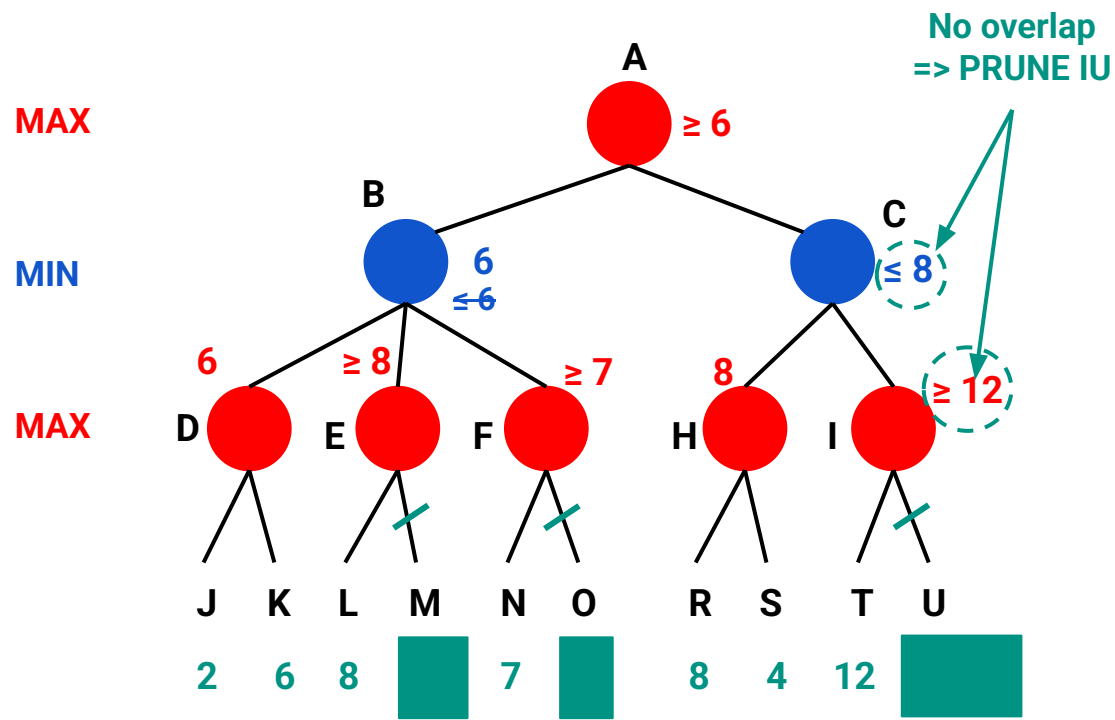 No overlap
=> PRUNE IU
A
MAX
≥ 6
B
C
MIN
6
≤ 8
≤ 6
6
≥ 8
≥ 7
8
≥ 12
MAX
D
E
F
H
I
J K L M N O R S T U
2 6 8 7 8 4 12